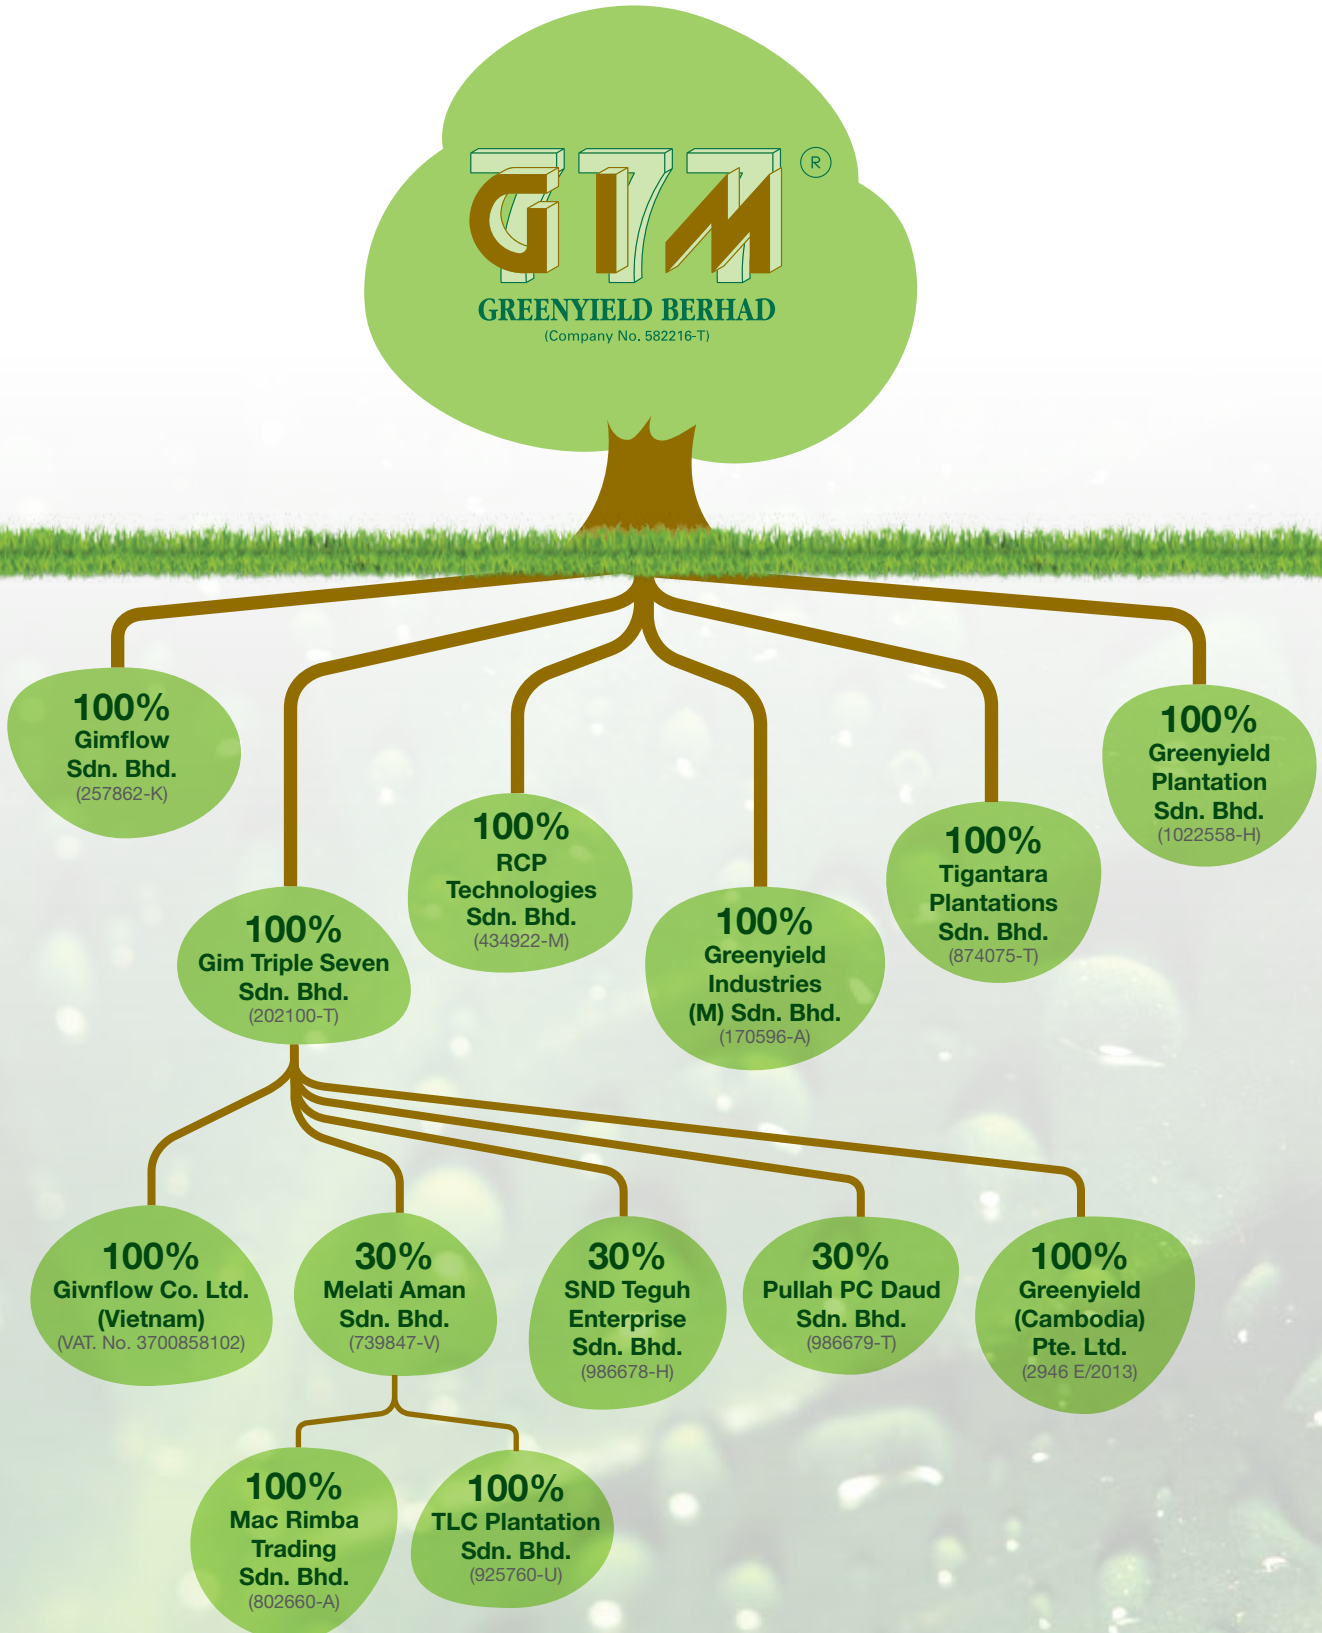 777
GIM
®
GREENYIELD BERHAD
(Company No. 582216-T)
100%
Gimflow
Sdn. Bhd.
(257862-K)
100%
Gim Triple Seven
Sdn. Bhd.
(202100-T)
100%
RCP
Technologies
Sdn. Bhd.
(434922-M)
100%
Greenyield
Industries
(M) Sdn. Bhd.
(170596-A)
100%
Tigantara
Plantations
Sdn. Bhd.
(874075-T)
100%
Greenyield
Plantation
Sdn. Bhd.
(1022558-H)
100%
Givnflow Co. Ltd.
(Vietnam)
(VAT. No. 3700858102)
30%
Melati Aman
Sdn. Bhd.
(739847-V)
30%
SND Teguh
Enterprise
Sdn. Bhd.
(986678-H)
30%
Pullah PC Daud
Sdn. Bhd.
(986679-T)
100%
Greenyield
(Cambodia)
Pte. Ltd.
(2946 E/2013)
100%
Mac Rimba
Trading
Sdn. Bhd.
(802660-A)
100%
TLC Plantation
Sdn. Bhd.
(925760-U)